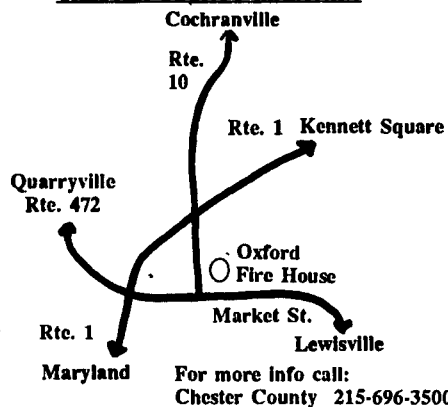 Cochranville
Rte.
10
Rte. 1 Kennett Square
Quarryville
Rte. 472
Oxford
Fire House
Market St.
Rte. 1
Lewisville
Maryland
For more info call:
Chester County 215-696-3500